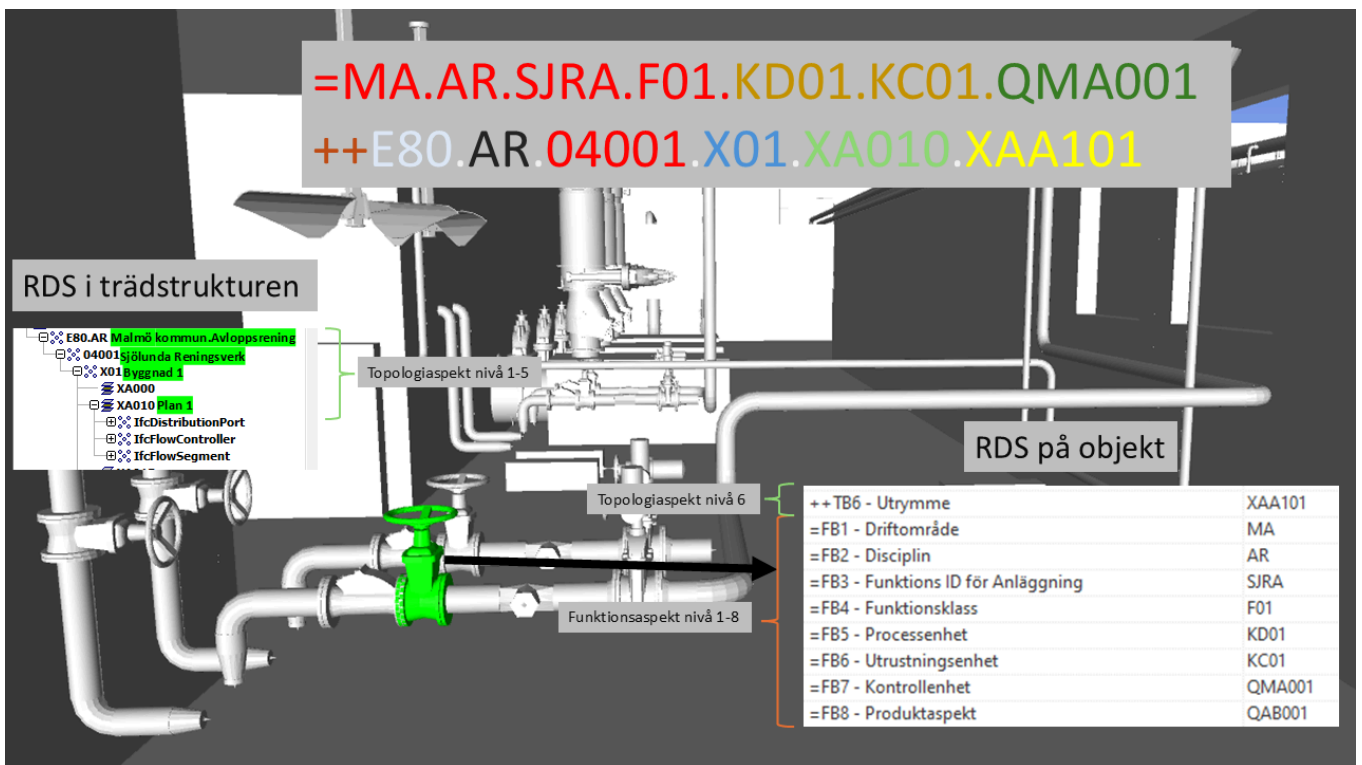 =MA.AR.SJRA.F01.KD01.KC01.QMA001
++E80.AR.04001.X01.XA010.XAA101
RDS i trädstrukturen
E80.AR Malmö kommun.Avloppsrening
04001 Sjölunda Reningsverk
X01 Byggnad 1
XA000
XA010 Plan 1
IfcDistributionPort
IfcFlowController
IfcFlowSegment
Topologiaspekt nivå 1-5
RDS på objekt
Topologiaspekt nivå 6
++TB6 - Utrymme XAA101
=FB1 - Driftområde MA
=FB2 - Disciplin AR
=FB3 - Funktions ID för Anläggning SJRA
=FB4 - Funktionsklass F01
=FB5 - Processenhet KD01
=FB6 - Utrustningsenhet KC01
=FB7 - Kontrollenhet QMA001
=FB8 - Produktaspekt QAB001
Funktionsaspekt nivå 1-8